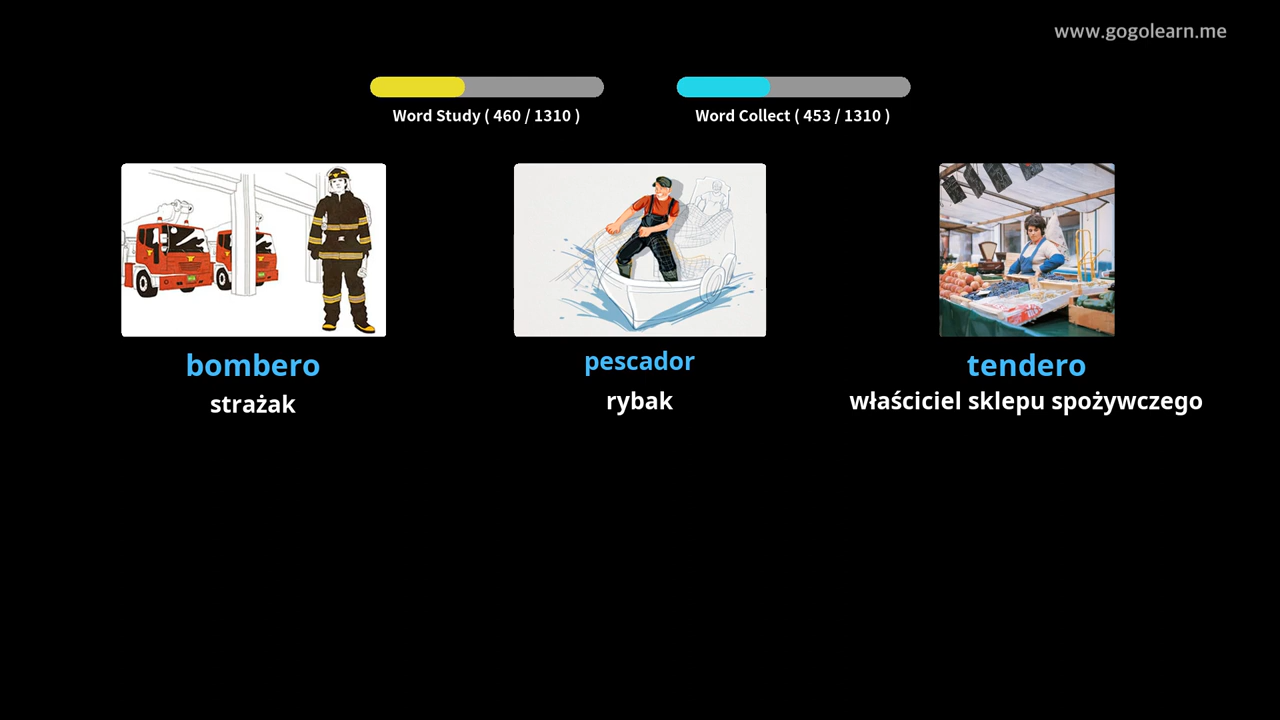 www.gogolearn.me
Word Study ( 460 / 1310 )
Word Collect ( 453 / 1310 )
bombero
pescador
tendero
strażak
rybak
właściciel sklepu spożywczego